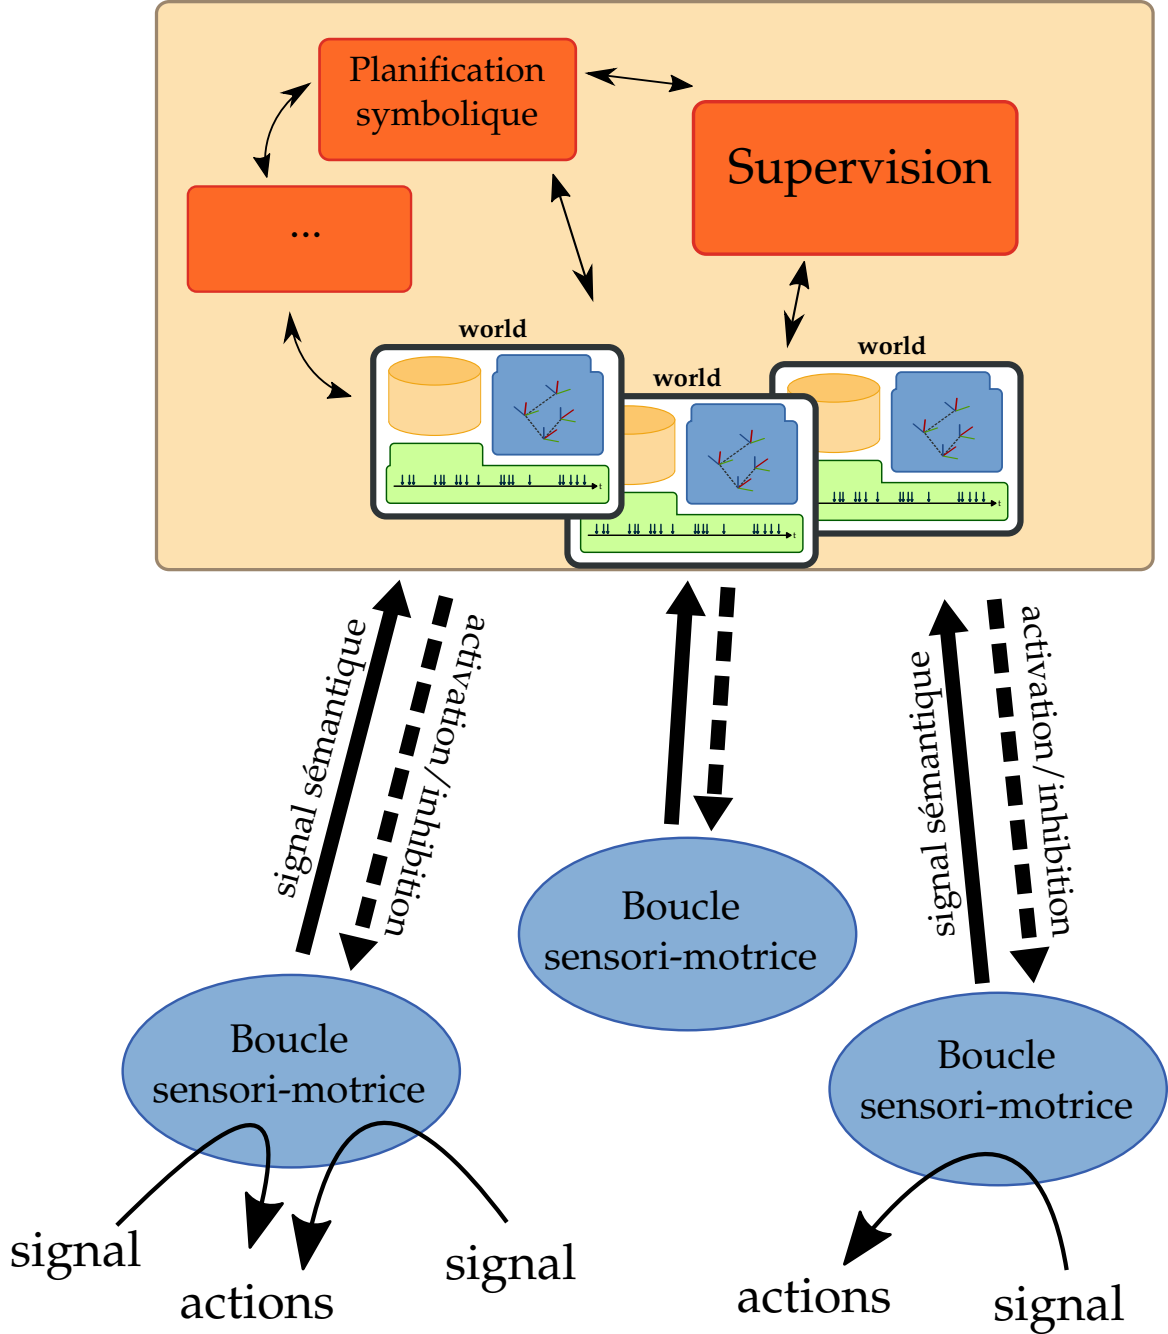 Planification
symbolique
Supervision
...
world
world
world
t
t
t
signal sémantique
activation/inhibition
signal sémantique
activation/inhibition
Boucle
sensori-motrice
Boucle
sensori-motrice
Boucle
sensori-motrice
signal
actions
signal
actions
signal